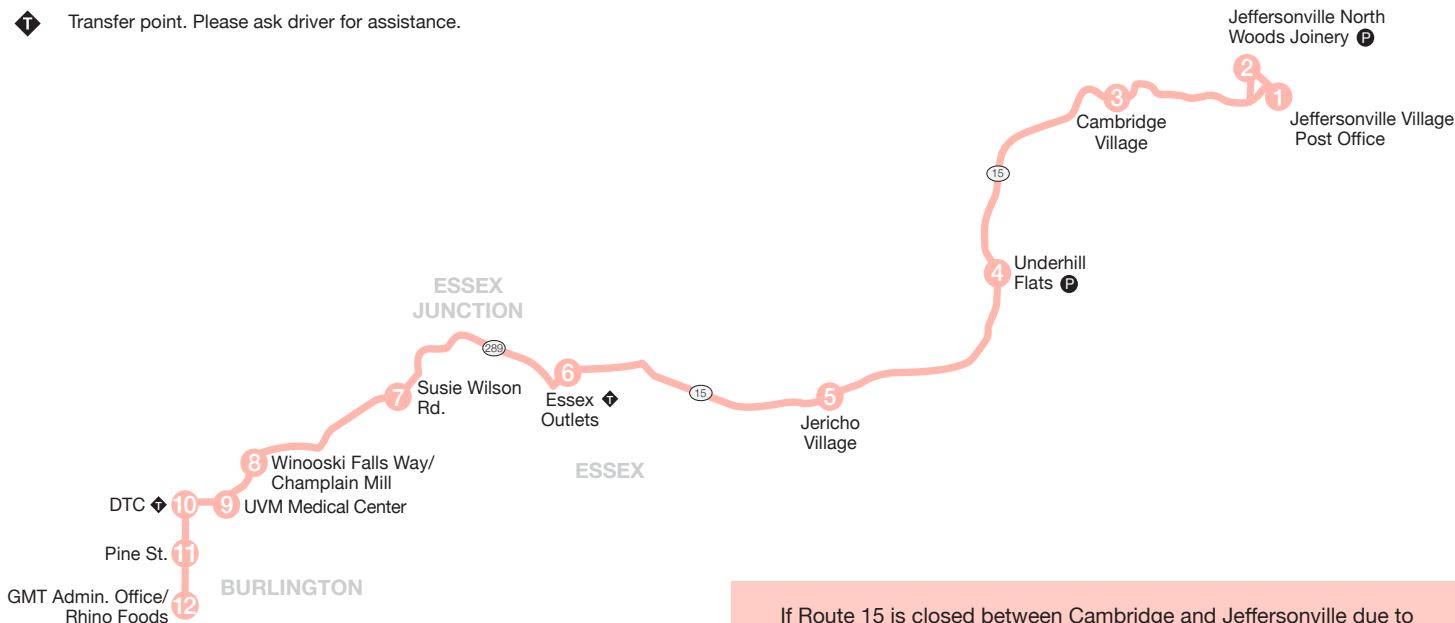 T Transfer point. Please ask driver for assistance.
Jeffersonville North
Woods Joinery P
2
1
Jeffersonville Village
Post Office
3
Cambridge
Village
15
4
Underhill
Flats P
ESSEX
JUNCTION
289
6
Essex T
Outlets
15
5
Jericho
Village
7
Susie Wilson
Rd.
ESSEX
8
Winooski Falls Way/
Champlain Mill
DTC T 10
9 UVM Medical Center
Pine St. 11
BURLINGTON
GMT Admin. Office/
Rhino Foods 12
If Route 15 is closed between Cambridge and Jeffersonville due to